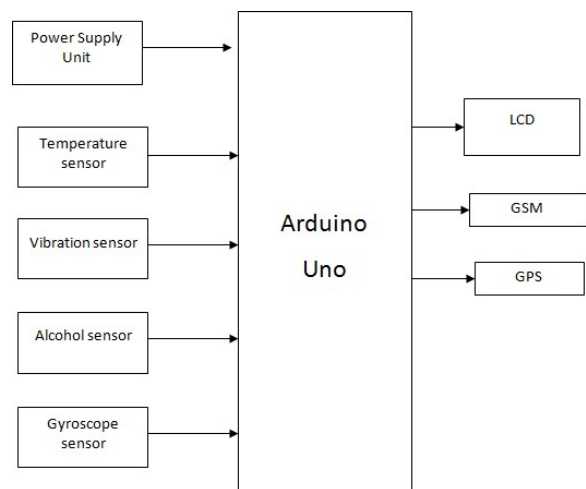 Power Supply
Unit
Temperature
sensor
Vibration sensor
Alcohol sensor
Gyroscope
sensor
Arduino
Uno
LCD
GSM
GPS